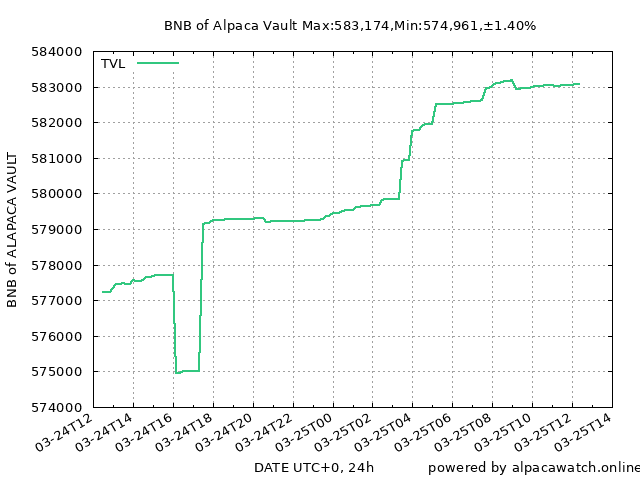 BNB of Alpaca Vault Max:583,174,Min:574,961,±1.40%
584000
583000
582000
581000
580000
579000
578000
577000
576000
575000
574000
TVL
BNB of ALAPACA VAULT
03-24T12
03-24T14
03-24T16
03-24T18
03-24T20
03-24T22
03-25T00
03-25T02
03-25T04
03-25T06
03-25T08
03-25T10
03-25T12
03-25T14
DATE UTC+0, 24h
powered by alpacawatch.online